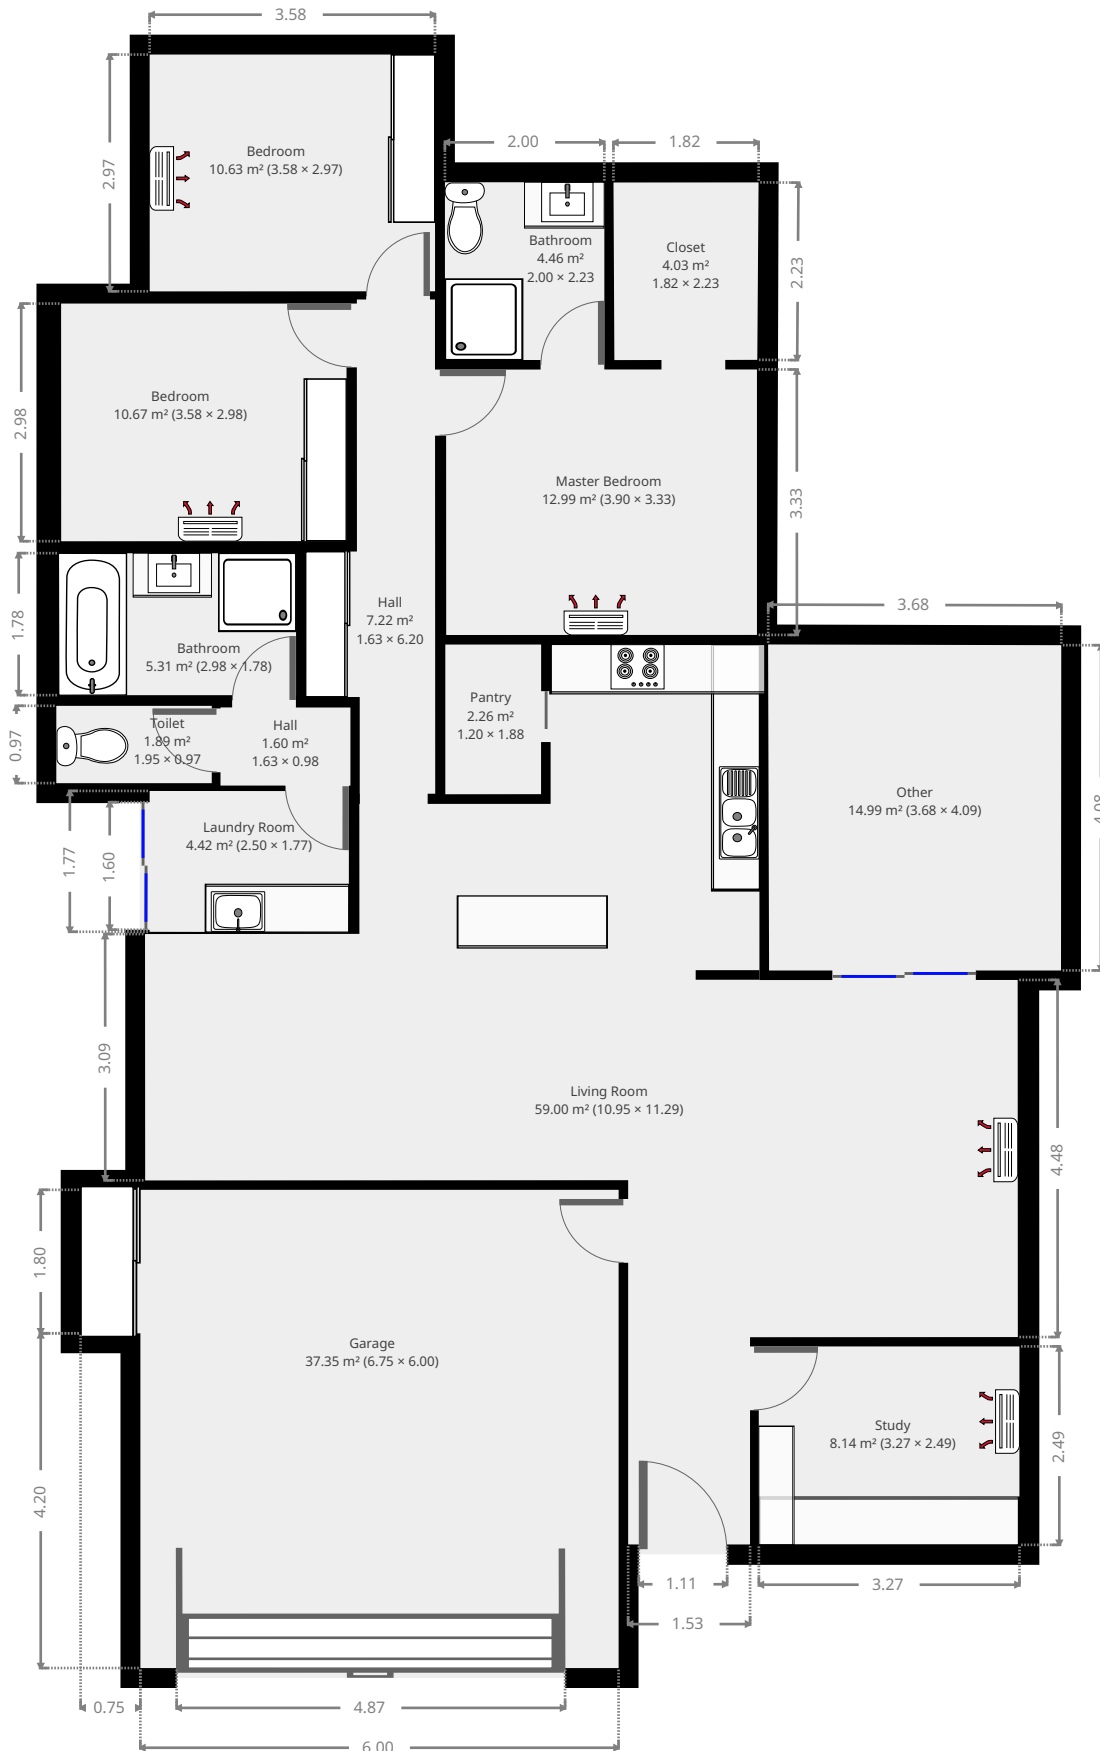 3.58
2.97
Bedroom
10.63 m² (3.58 × 2.97)
2.00
1.82
Bathroom
4.46 m²
2.00 × 2.23
Closet
4.03 m²
1.82 × 2.23
2.23
2.98
Bedroom
10.67 m² (3.58 × 2.98)
Master Bedroom
12.99 m² (3.90 × 3.33)
3.33
1.78
Bathroom
5.31 m² (2.98 × 1.78)
Hall
7.22 m²
1.63 × 6.20
3.68
0.97
Toilet
1.89 m²
1.95 × 0.97
Hall
1.60 m²
1.63 × 0.98
Pantry
2.26 m²
1.20 × 1.88
Other
14.99 m² (3.68 × 4.09)
4.08
1.77
1.60
Laundry Room
4.42 m² (2.50 × 1.77)
3.09
Living Room
59.00 m² (10.95 × 11.29)
4.48
1.80
Garage
37.35 m² (6.75 × 6.00)
Study
8.14 m² (3.27 × 2.49)
2.49
4.20
1.11
3.27
1.53
0.75
4.87
6.00